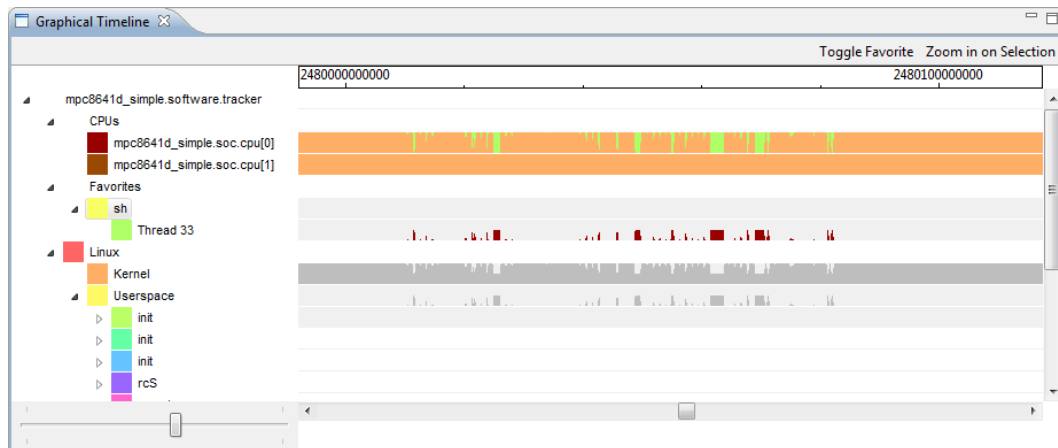 Graphical Timeline
Toggle Favorite Zoom in on Selection
2480000000000 2480100000000
mpc8641d_simple.software.tracker
CPUs
mpc8641d_simple.soc.cpu[0]
mpc8641d_simple.soc.cpu[1]
Favorites
sh
Thread 33
Linux
Kernel
Userspace
init
init
init
rcS